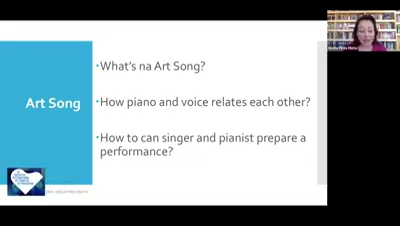 Art Song
•What's na Art Song?
•How piano and voice relates each other?
•How to can singer and pianist prepare a
performance?